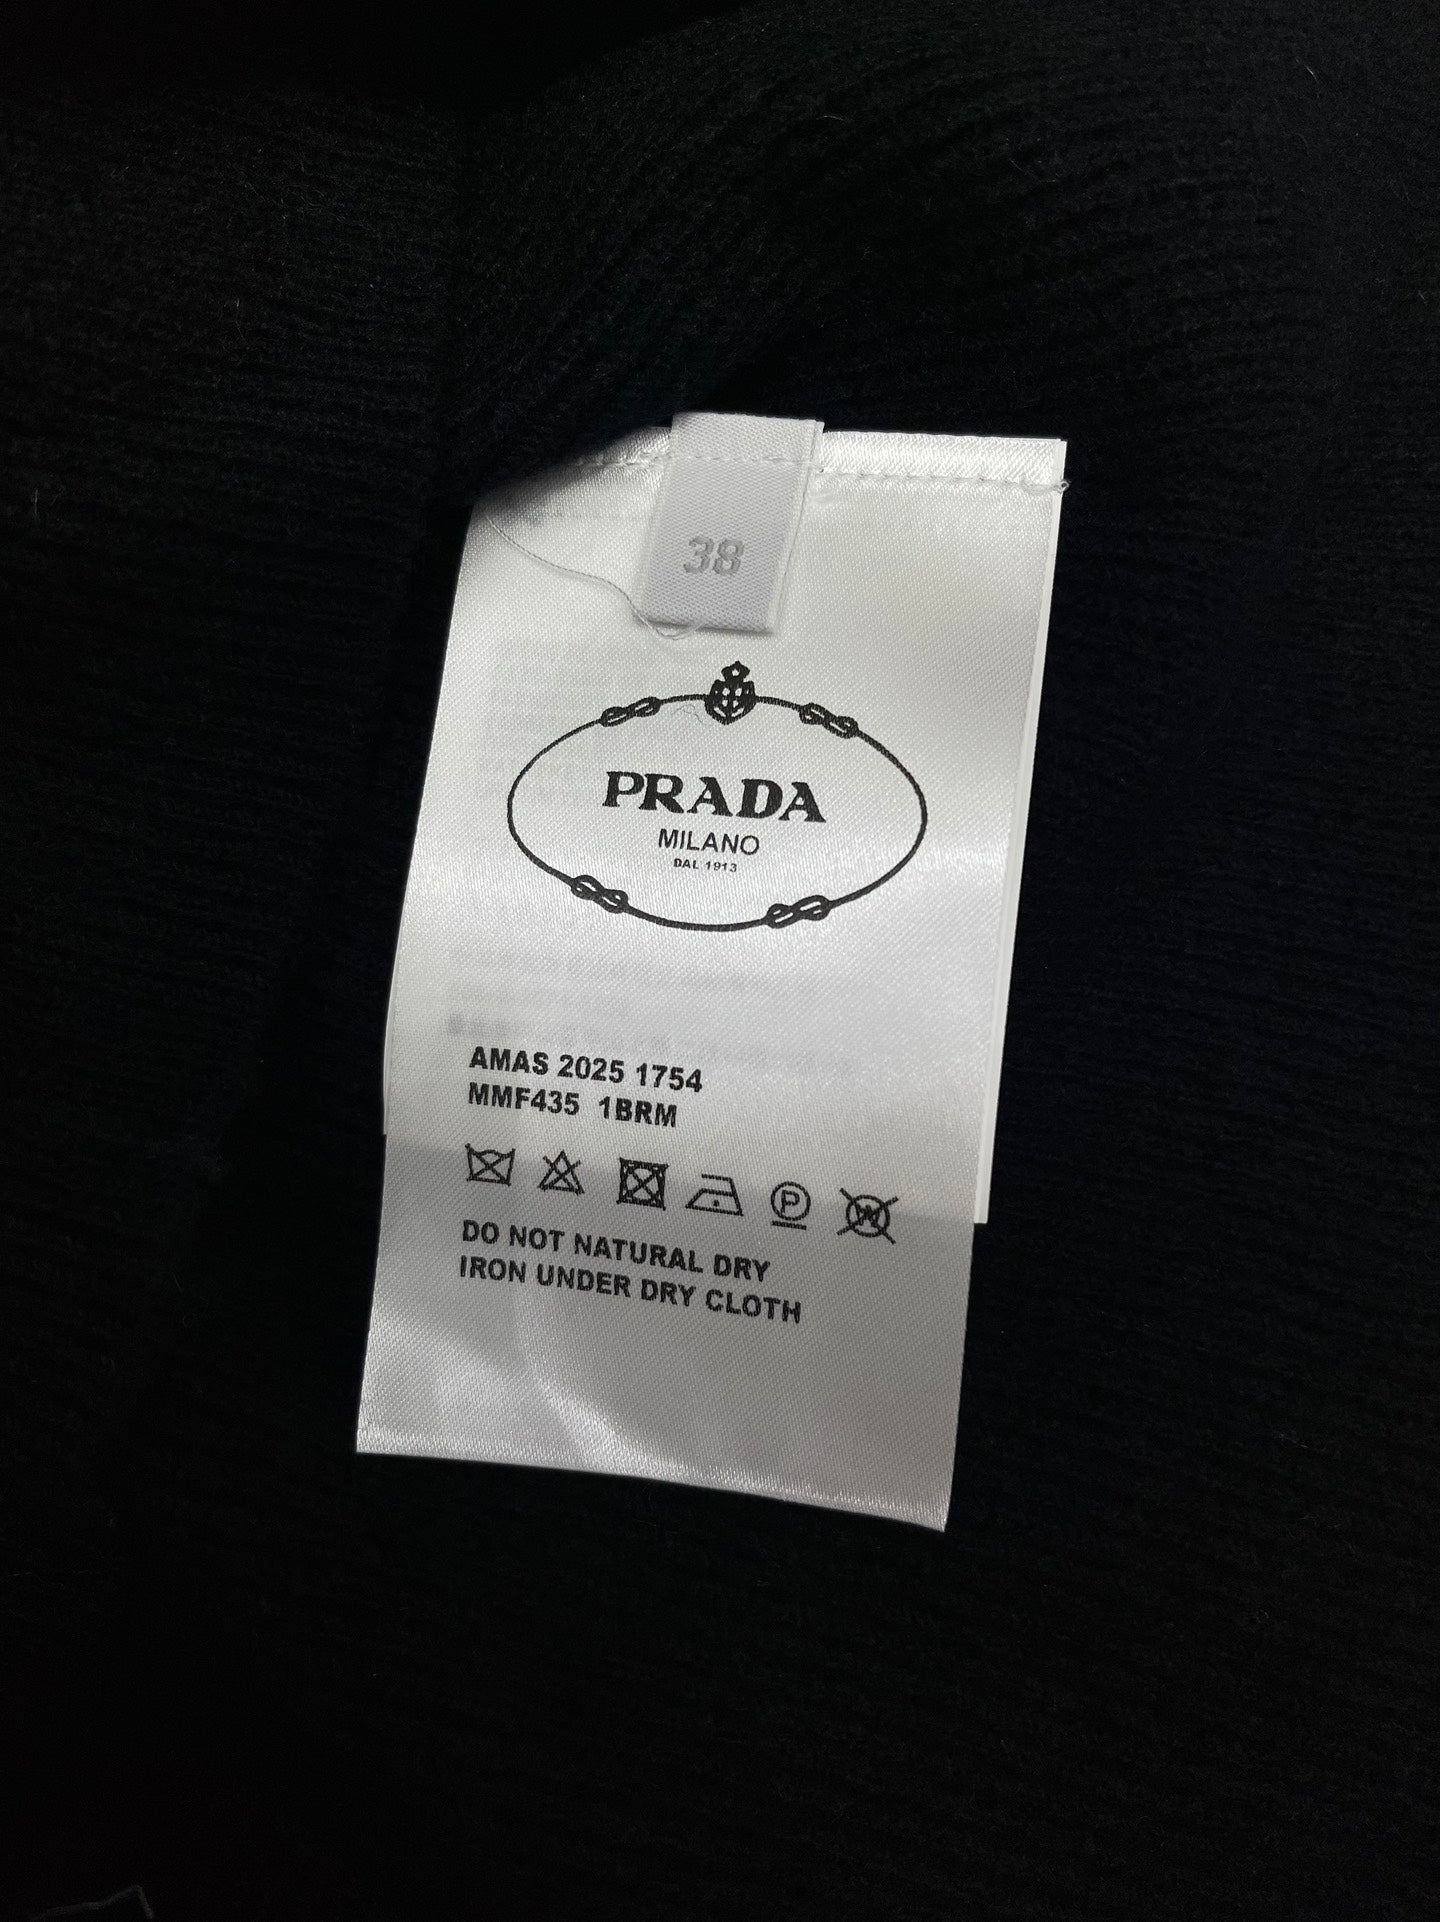 38
PRADA
MILANO
DAL 1913
AMAS 2025 1754
MMF435 1BRM
P
W
DO NOT NATURAL DRY
IRON UNDER DRY CLOTH